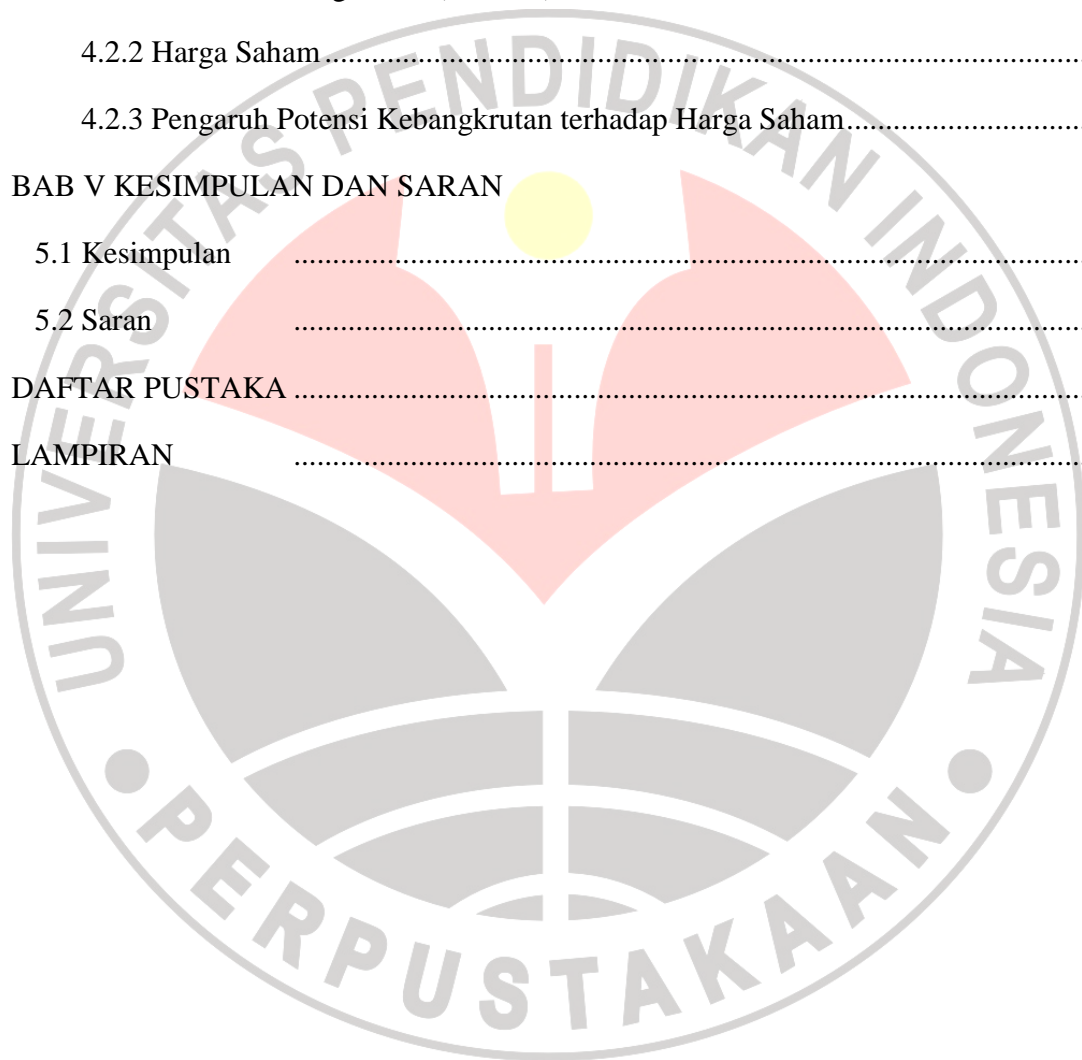 4.2.2 Harga Saham ........................................................................................................
4.2.3 Pengaruh Potensi Kebangkrutan terhadap Harga Saham ................................
BAB V KESIMPULAN DAN SARAN
5.1 Kesimpulan ........................................................................................................
5.2 Saran ........................................................................................................
DAFTAR PUSTAKA ........................................................................................................
LAMPIRAN ........................................................................................................
UNIVERSITAS PENDIDIKAN INDONESIA
PERPUSTAKAAN